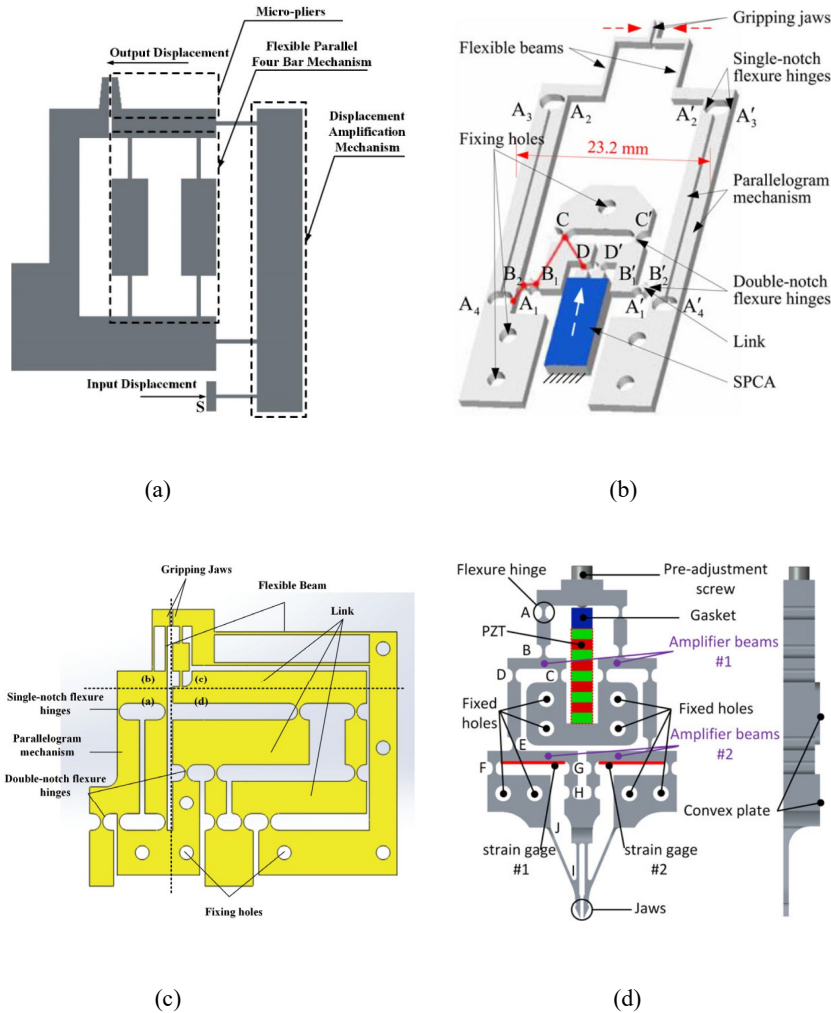 Micro-pliers
Output Displacement
Flexible Parallel
Four Bar Mechanism
Displacement
Amplification
Mechanism
Input Displacement
S
(a)
Gripping jaws
Flexible beams
Single-notch
flexure hinges
A3
A2
A′2
A′3
Fixing holes
23.2 mm
Parallelogram
mechanism
C
C′
D
D′
B2
B1
B′1
B′2
Double-notch
flexure hinges
A4
A1
A′1
A′4
Link
SPCA
(b)
Gripping Jaws
Flexible Beam
Link
(b)
(c)
(a)
(d)
Single-notch flexure
hinges
Parallelogram
mechanism
Double-notch flexure
hinges
Fixing holes
(c)
Flexure hinge
Pre-adjustment
screw
A
Gasket
PZT
Amplifier beams
#1
B
D
C
Fixed
holes
Fixed
holes
E
Amplifier beams
#2
F
G
H
Convex plate
J
strain gage
#1
strain gage
#2
I
Jaws
(d)